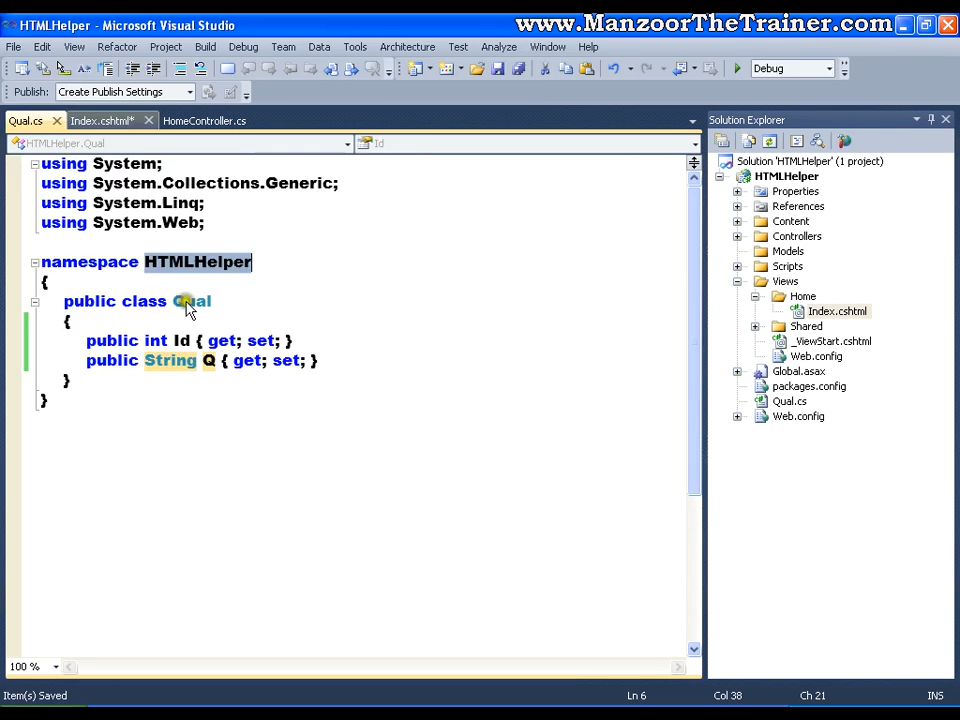 HTMLHelper - Microsoft Visual Studio
www.ManzoorTheTrainer.com
File Edit View Refactor Project Build Debug Team Data Tools Architecture Test Analyze Window Help
Debug
Publish: Create Publish Settings
Qual.cs Index.cshtml* HomeController.cs
HTMLHelper.Qual Id
using System;
using System.Collections.Generic;
using System.Linq;
using System.Web;
namespace HTMLHelper
{
public class Qual
{
public int Id { get; set; }
public String Q { get; set; }
}
}
100 %
Solution Explorer
Solution 'HTMLHelper' (1 project)
HTMLHelper
Properties
References
Content
Controllers
Models
Scripts
Views
Home
Index.cshtml
Shared
_ViewStart.cshtml
Web.config
Global.asax
packages.config
Qual.cs
Web.config
Item(s) Saved Ln 6 Col 38 Ch 21 INS